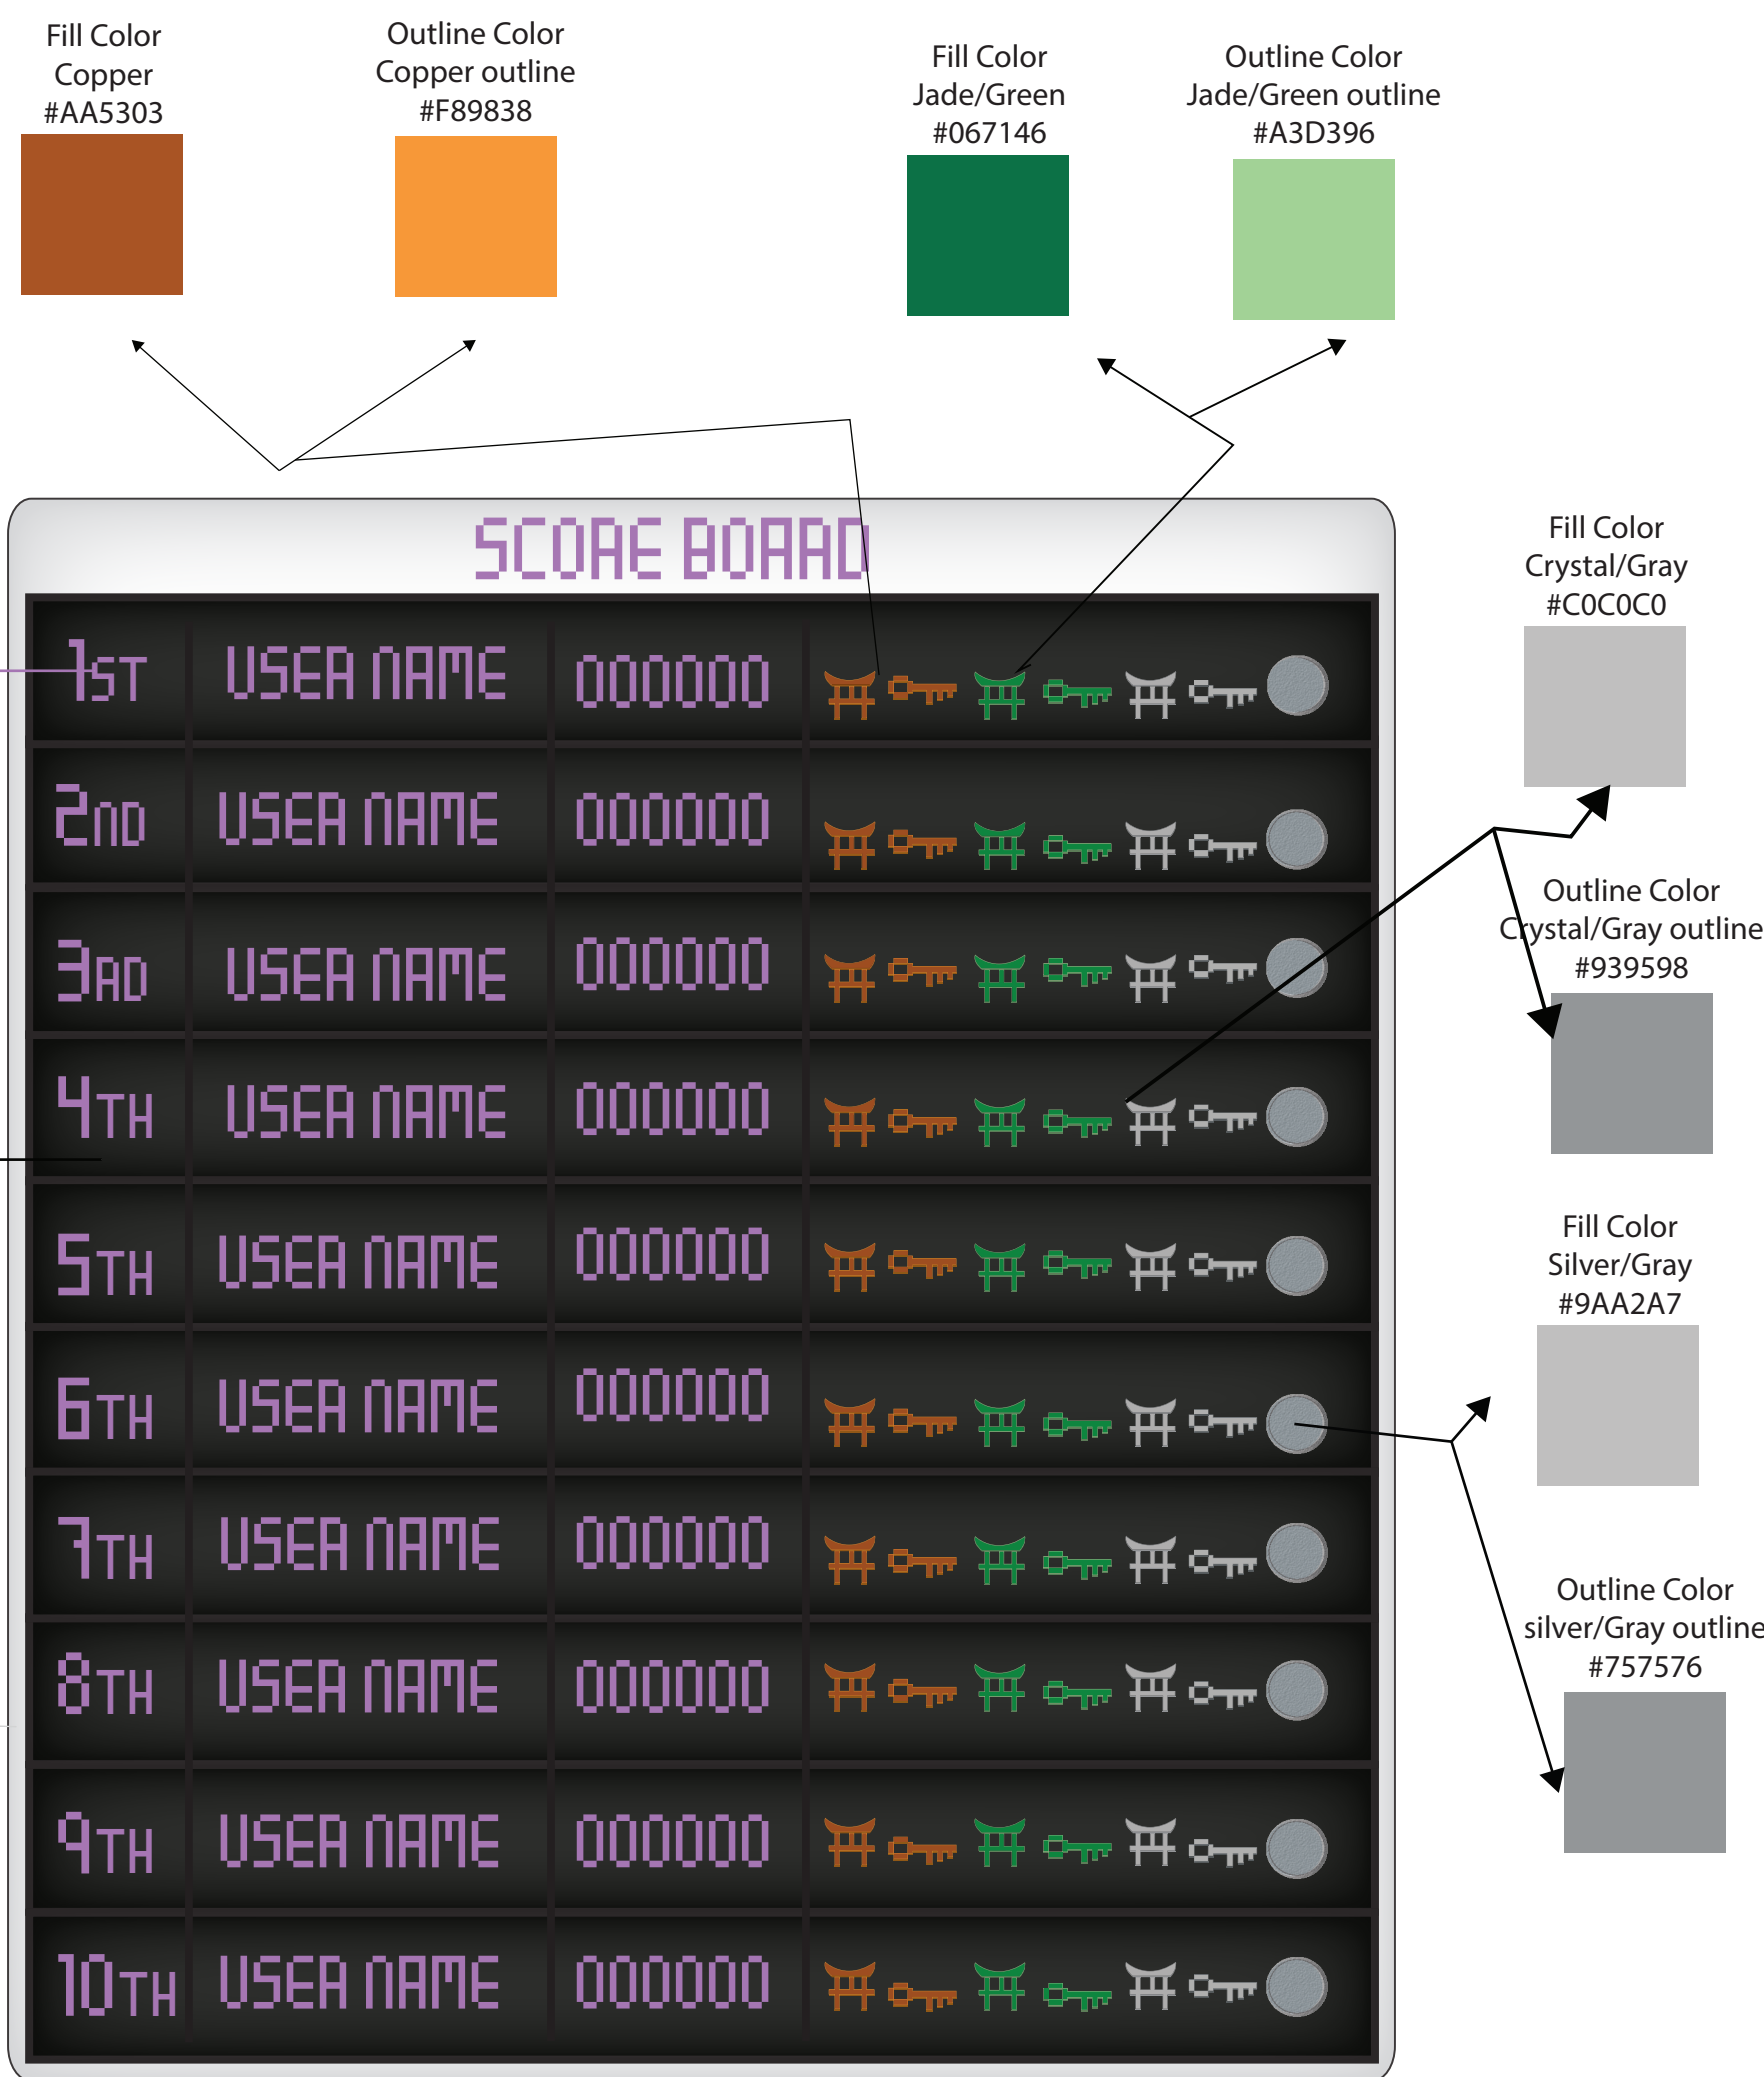 Fill Color
Copper
#AA5303
Outline Color
Copper outline
#F89838
Fill Color
Jade/Green
#067146
Outline Color
Jade/Green outline
#A3D396
SCORE BOARD
1ST USER NAME 000000
2ND USER NAME 000000
3RD USER NAME 000000
4TH USER NAME 000000
5TH USER NAME 000000
6TH USER NAME 000000
7TH USER NAME 000000
8TH USER NAME 000000
9TH USER NAME 000000
10TH USER NAME 000000
Fill Color
Crystal/Gray
#C0C0C0
Outline Color
Crystal/Gray outline
#939598
Fill Color
Silver/Gray
#9AA2A7
Outline Color
silver/Gray outline
#757576